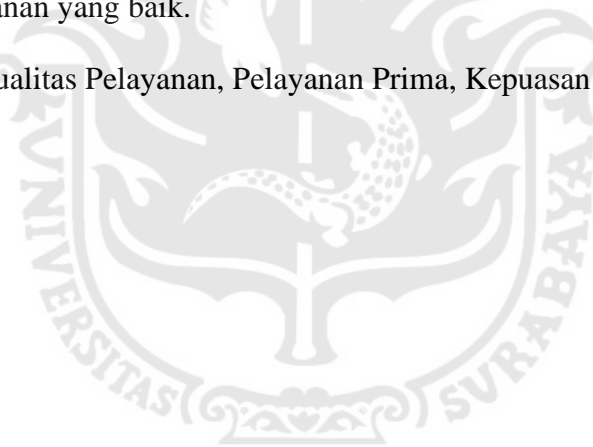 anan yang baik.
ualitas Pelayanan, Pelayanan Prima, Kepuasan
UNIVERSITAS SURABAYA